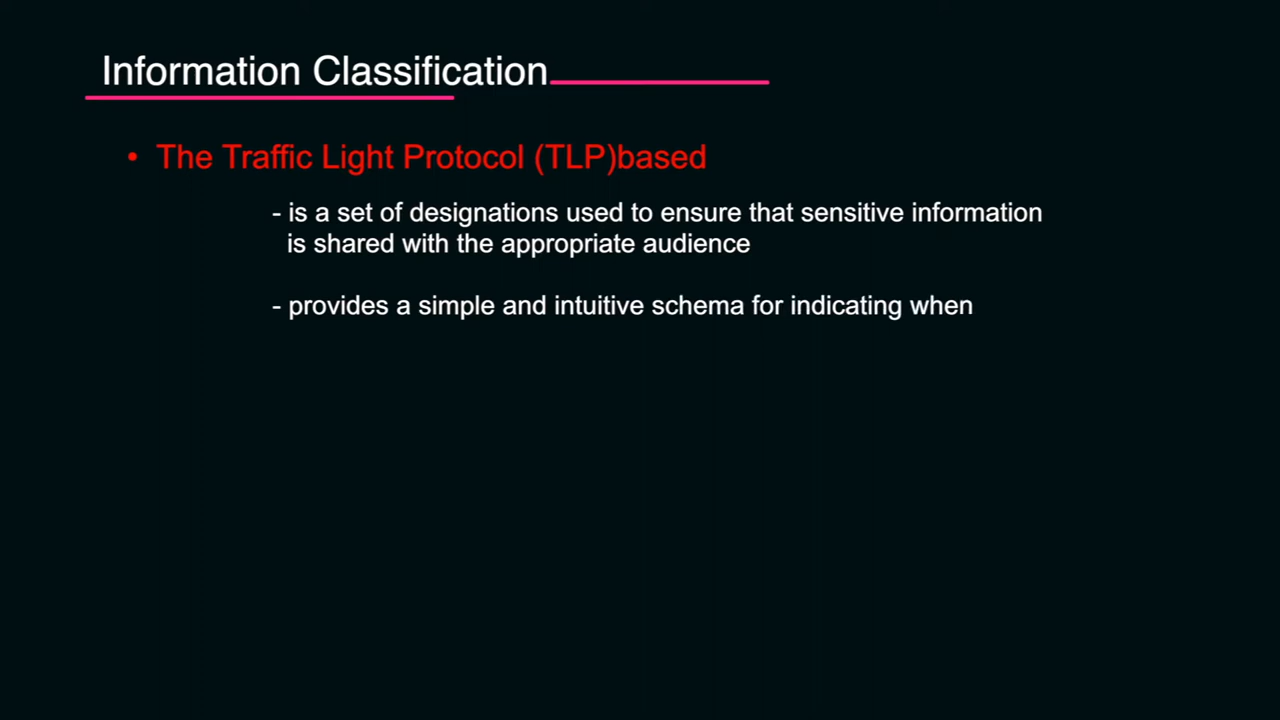 Information Classification
• The Traffic Light Protocol (TLP)based
- is a set of designations used to ensure that sensitive information
is shared with the appropriate audience
- provides a simple and intuitive schema for indicating when